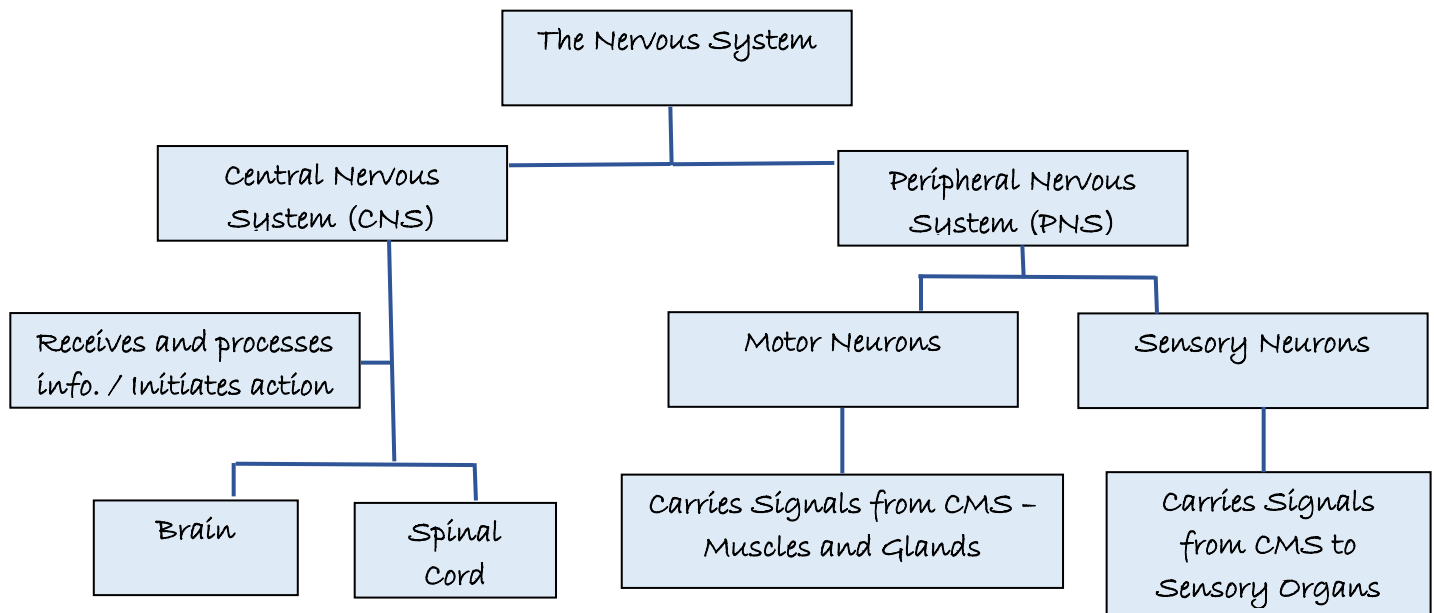 The Nervous System
Central Nervous
System (CNS)
Peripheral Nervous
System (PNS)
Receives and processes
info. / Initiates action
Motor Neurons
Sensory Neurons
Brain
Spinal
Cord
Carries Signals from CMS –
Muscles and Glands
Carries Signals
from CMS to
Sensory Organs